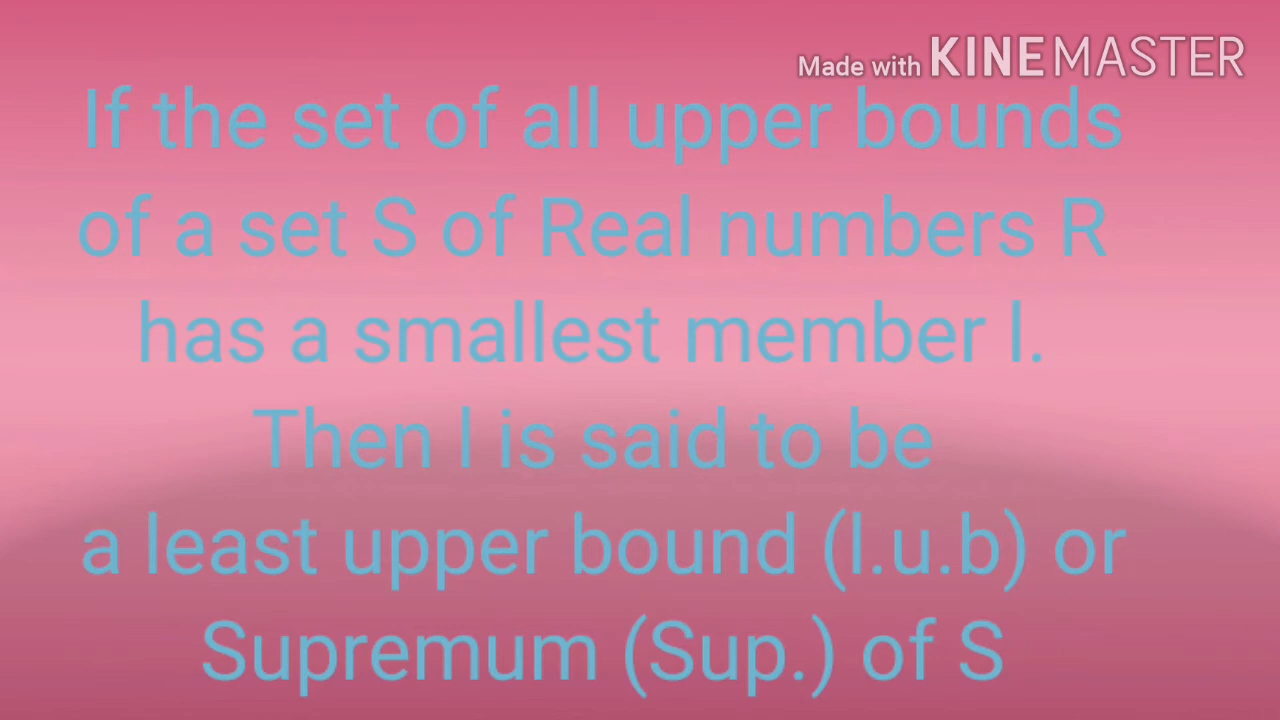 Made with KINEMASTER
If the set of all upper bounds
of a set S of Real numbers R
has a smallest member l.
Then l is said to be
a least upper bound (l.u.b) or
Supremum (Sup.) of S